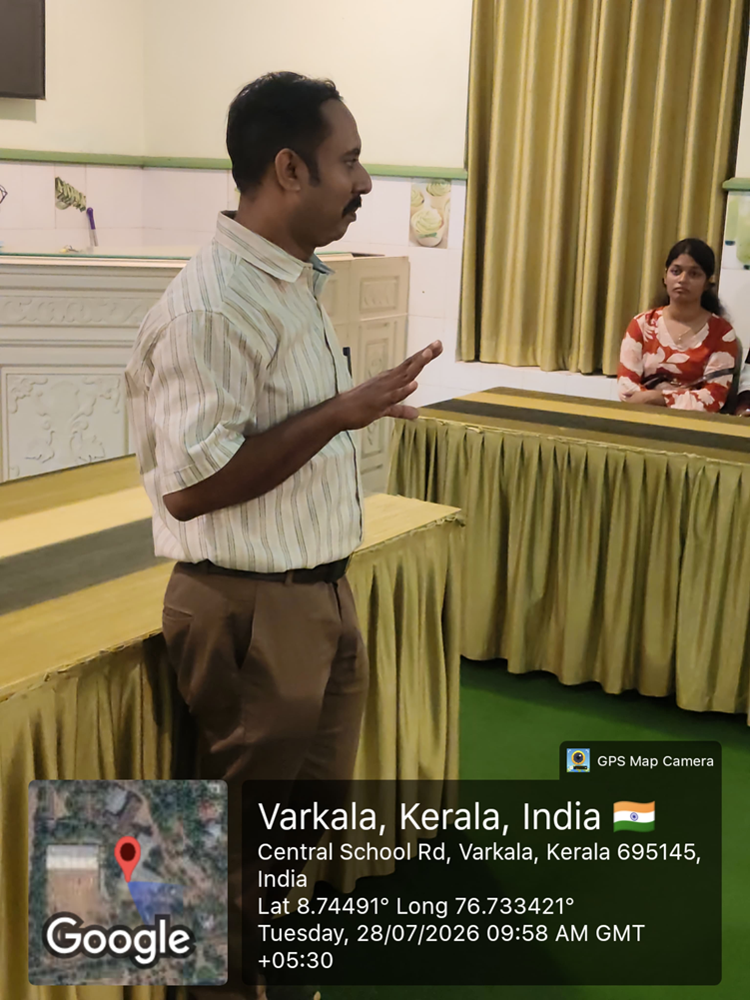 GPS Map Camera
Varkala, Kerala, India 🇮🇳
Central School Rd, Varkala, Kerala 695145,
India
Lat 8.74491° Long 76.733421°
Tuesday, 28/07/2026 09:58 AM GMT
+05:30
Google